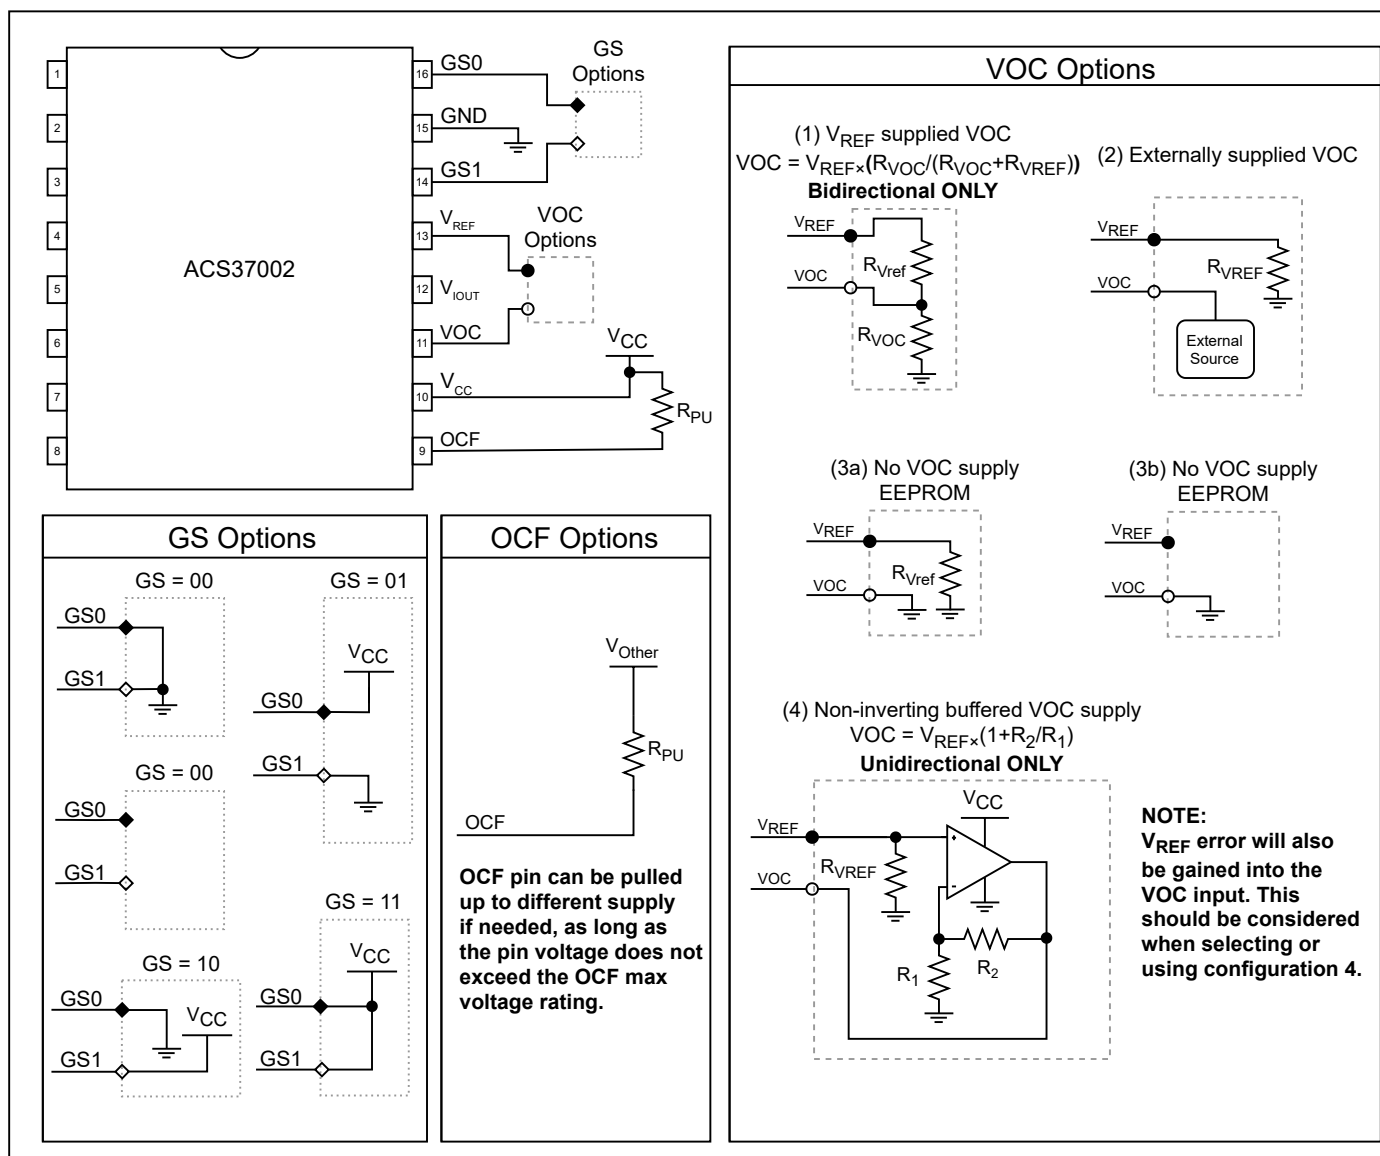 GS
Options
1
2
3
4
5
6
7
8
ACS37002
16 GS0
15 GND
14 GS1
13 VREF
12 VIOUT
11 VOC
10 VCC
9 OCF
VOC
Options
VCC
RPU
GS Options
GS = 00
GS0
GS1
GS = 01
VCC
GS0
GS1
GS = 00
GS0
GS1
GS = 10
GS0
VCC
GS1
GS = 11
VCC
GS0
GS1
OCF Options
VOther
RPU
OCF
OCF pin can be pulled
up to different supply
if needed, as long as
the pin voltage does not
exceed the OCF max
voltage rating.
VOC Options
(1) VREF supplied VOC
VOC = VREF×(RVOC/(RVOC+RVREF))
Bidirectional ONLY
VREF
RVref
VOC
RVOC
(2) Externally supplied VOC
VREF
RVREF
VOC
External
Source
(3a) No VOC supply
EEPROM
VREF
RVref
VOC
(3b) No VOC supply
EEPROM
VREF
VOC
(4) Non-inverting buffered VOC supply
VOC = VREF×(1+R2/R1)
Unidirectional ONLY
VCC
VREF
+
RVREF
VOC
-
R1
R2
NOTE:
VREF error will also
be gained into the
VOC input. This
should be considered
when selecting or
using configuration 4.